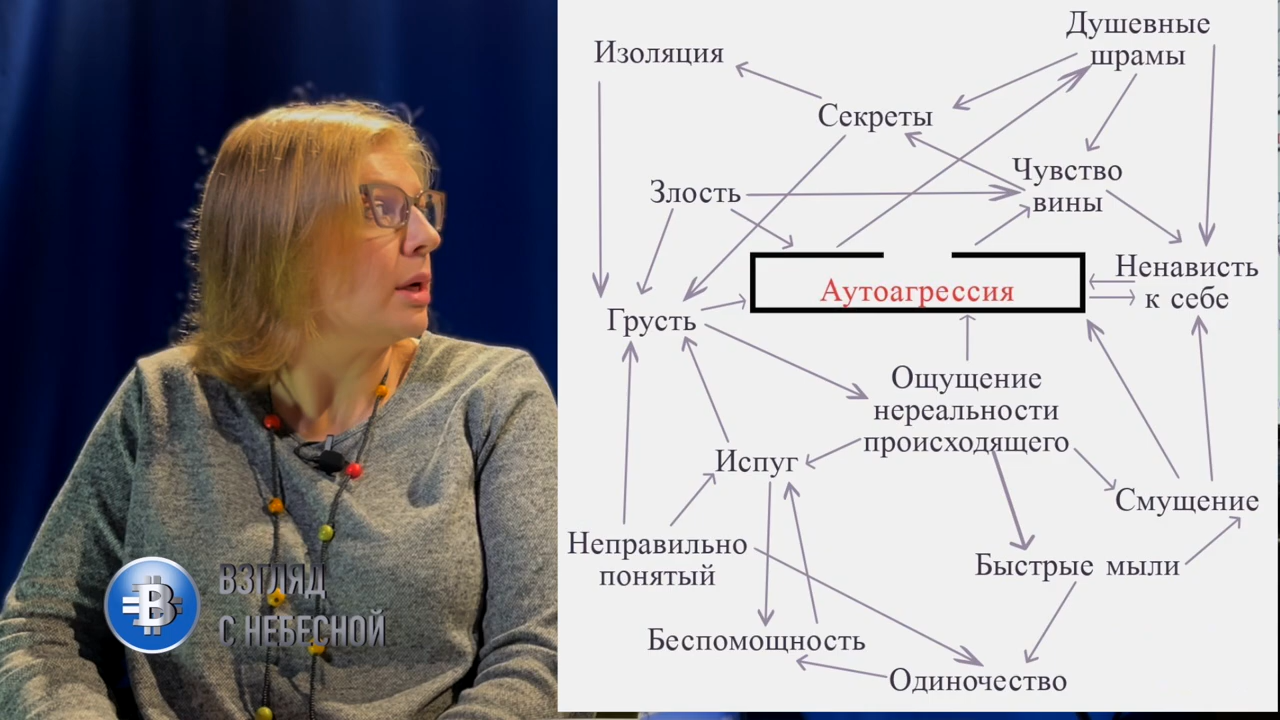 ВЗГЛЯД
С НЕБЕСНОЙ
Душевные
шрамы
Изоляция
Секреты
Чувство
вины
Злость
Ненависть
к себе
Аутоагрессия
Грусть
Ощущение
нереальности
происходящего
Испуг
Смущение
Неправильно
понятый
Быстрые мыли
Беспомощность
Одиночество